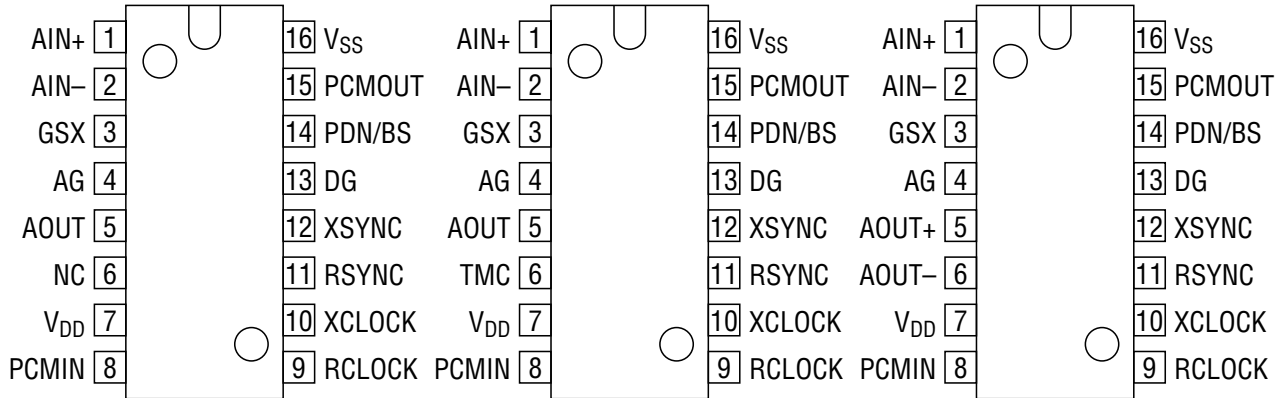 AIN+ 1 16 VSS AIN+ 1 16 VSS AIN+ 1 16 VSS
AIN– 2 15 PCMOUT AIN– 2 15 PCMOUT AIN– 2 15 PCMOUT
GSX 3 14 PDN/BS GSX 3 14 PDN/BS GSX 3 14 PDN/BS
AG 4 13 DG AG 4 13 DG AG 4 13 DG
AOUT 5 12 XSYNC AOUT 5 12 XSYNC AOUT+ 5 12 XSYNC
NC 6 11 RSYNC TMC 6 11 RSYNC AOUT– 6 11 RSYNC
VDD 7 10 XCLOCK VDD 7 10 XCLOCK VDD 7 10 XCLOCK
PCMIN 8 9 RCLOCK PCMIN 8 9 RCLOCK PCMIN 8 9 RCLOCK